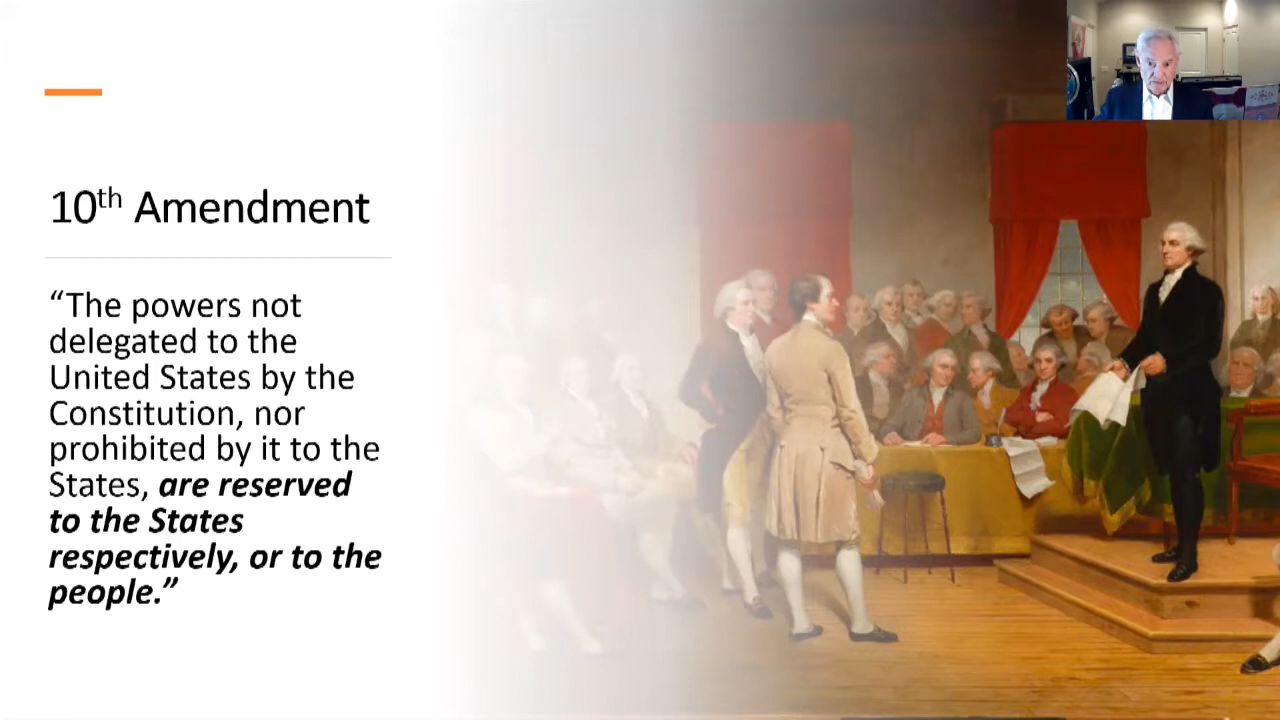 10th Amendment
“The powers not
delegated to the
United States by the
Constitution, nor
prohibited by it to the
States, are reserved
to the States
respectively, or to the
people.”